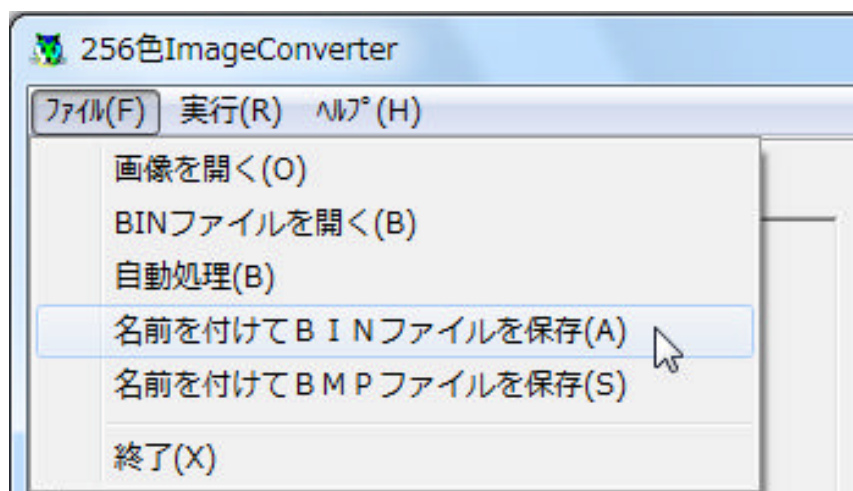 256色ImageConverter
ﾌｧｲﾙ(F) 実行(R) ﾍﾙﾌﾟ(H)
画像を開く(O)
BINファイルを開く(B)
自動処理(B)
名前を付けてＢＩＮファイルを保存(A)
名前を付けてＢＭＰファイルを保存(S)
終了(X)